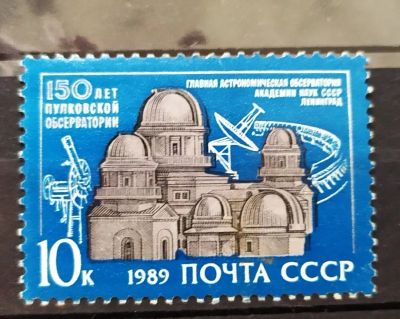 150 ЛЕТ
ПУЛКОВСКОЙ
ОБСЕРВАТОРИИ
ГЛАВНАЯ АСТРОНОМИЧЕСКАЯ ОБСЕРВАТОРИЯ
АКАДЕМИИ НАУК СССР
ЛЕНИНГРАД
10К 1989 ПОЧТА СССР